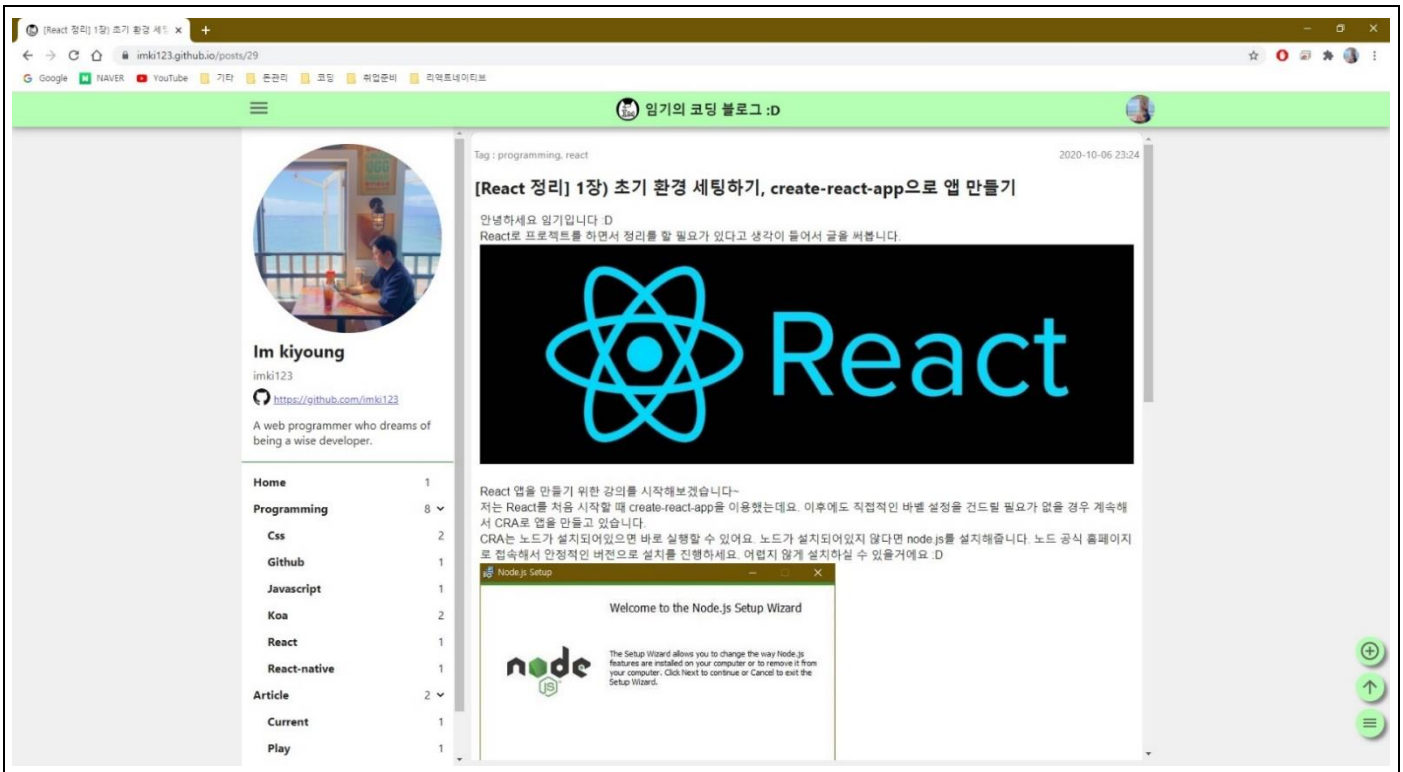 [React 정리] 1장) 초기 환경 세팅
imki123.github.io/posts/29
Google NAVER YouTube 기타 돈관리 코딩 취업준비 리액트네이티브
임기의 코딩 블로그 :D
Im kiyoung
imki123
https://github.com/imki123
A web programmer who dreams of
being a wise developer.
Home 1
Programming 8
Css 2
Github 1
Javascript 1
Koa 2
React 1
React-native 1
Article 2
Current 1
Play 1
Tag : programming, react 2020-10-06 23:24
[React 정리] 1장) 초기 환경 세팅하기, create-react-app으로 앱 만들기
안녕하세요 임기입니다 :D
React로 프로젝트를 하면서 정리를 할 필요가 있다고 생각이 들어서 글을 써봅니다.
React
React 앱을 만들기 위한 강의를 시작해보겠습니다~
저는 React를 처음 시작할 때 create-react-app을 이용했는데요. 이후에도 직접적인 바벨 설정을 건드릴 필요가 없을 경우 계속해
서 CRA로 앱을 만들고 있습니다.
CRA는 노드가 설치되어있으면 바로 실행할 수 있어요. 노드가 설치되어있지 않다면 node.js를 설치해줍니다. 노드 공식 홈페이지
로 접속해서 안정적인 버전으로 설치를 진행하세요. 어렵지 않게 설치하실 수 있을거에요 :D
Node.js Setup
Welcome to the Node.js Setup Wizard
node
JS
The Setup Wizard allows you to change the way Node.js
features are installed on your computer or to remove it from
your computer. Click Next to continue or Cancel to exit the
Setup Wizard.